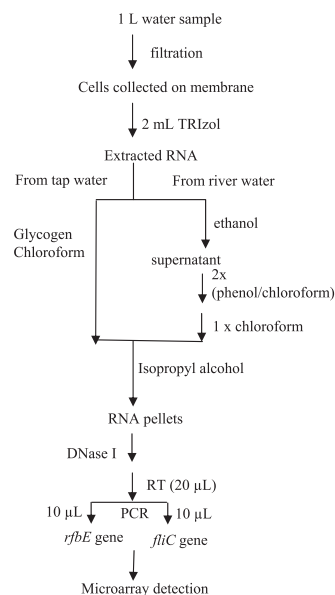 1 L water sample
filtration
Cells collected on membrane
2 mL TRIzol
Extracted RNA
From tap water
From river water
Glycogen
Chloroform
ethanol
supernatant
2x
(phenol/chloroform)
1 x chloroform
Isopropyl alcohol
RNA pellets
DNase I
RT (20 µL)
10 µL
PCR
10 µL
rfbE gene
fliC gene
Microarray detection